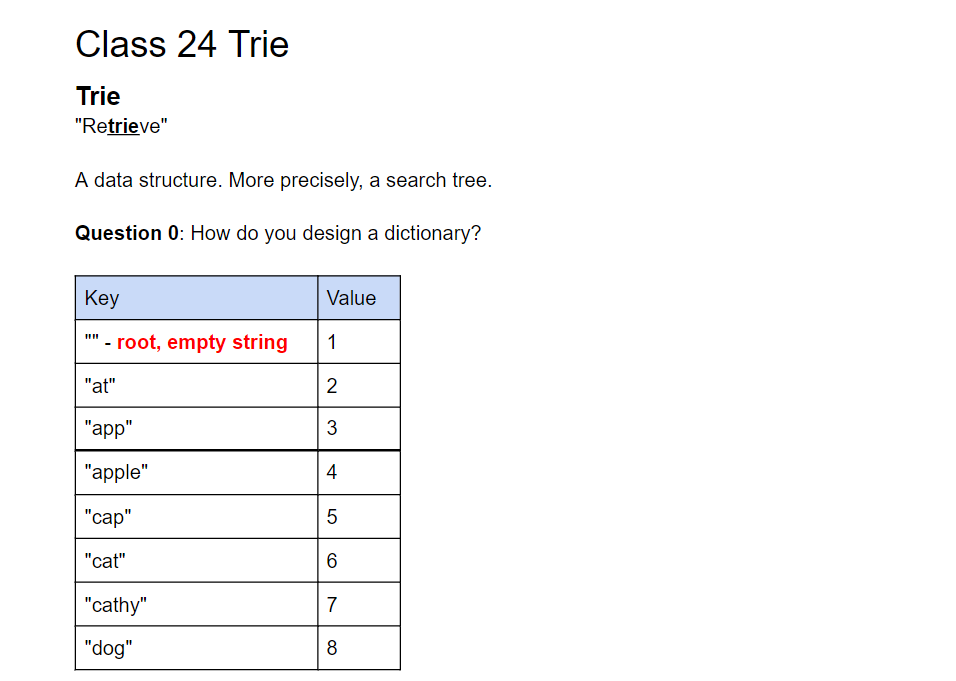 Class 24 Trie
Trie
"Retrieve"
A data structure. More precisely, a search tree.
Question 0: How do you design a dictionary?
Key Value
"" - root, empty string 1
"at" 2
"app" 3
"apple" 4
"cap" 5
"cat" 6
"cathy" 7
"dog" 8